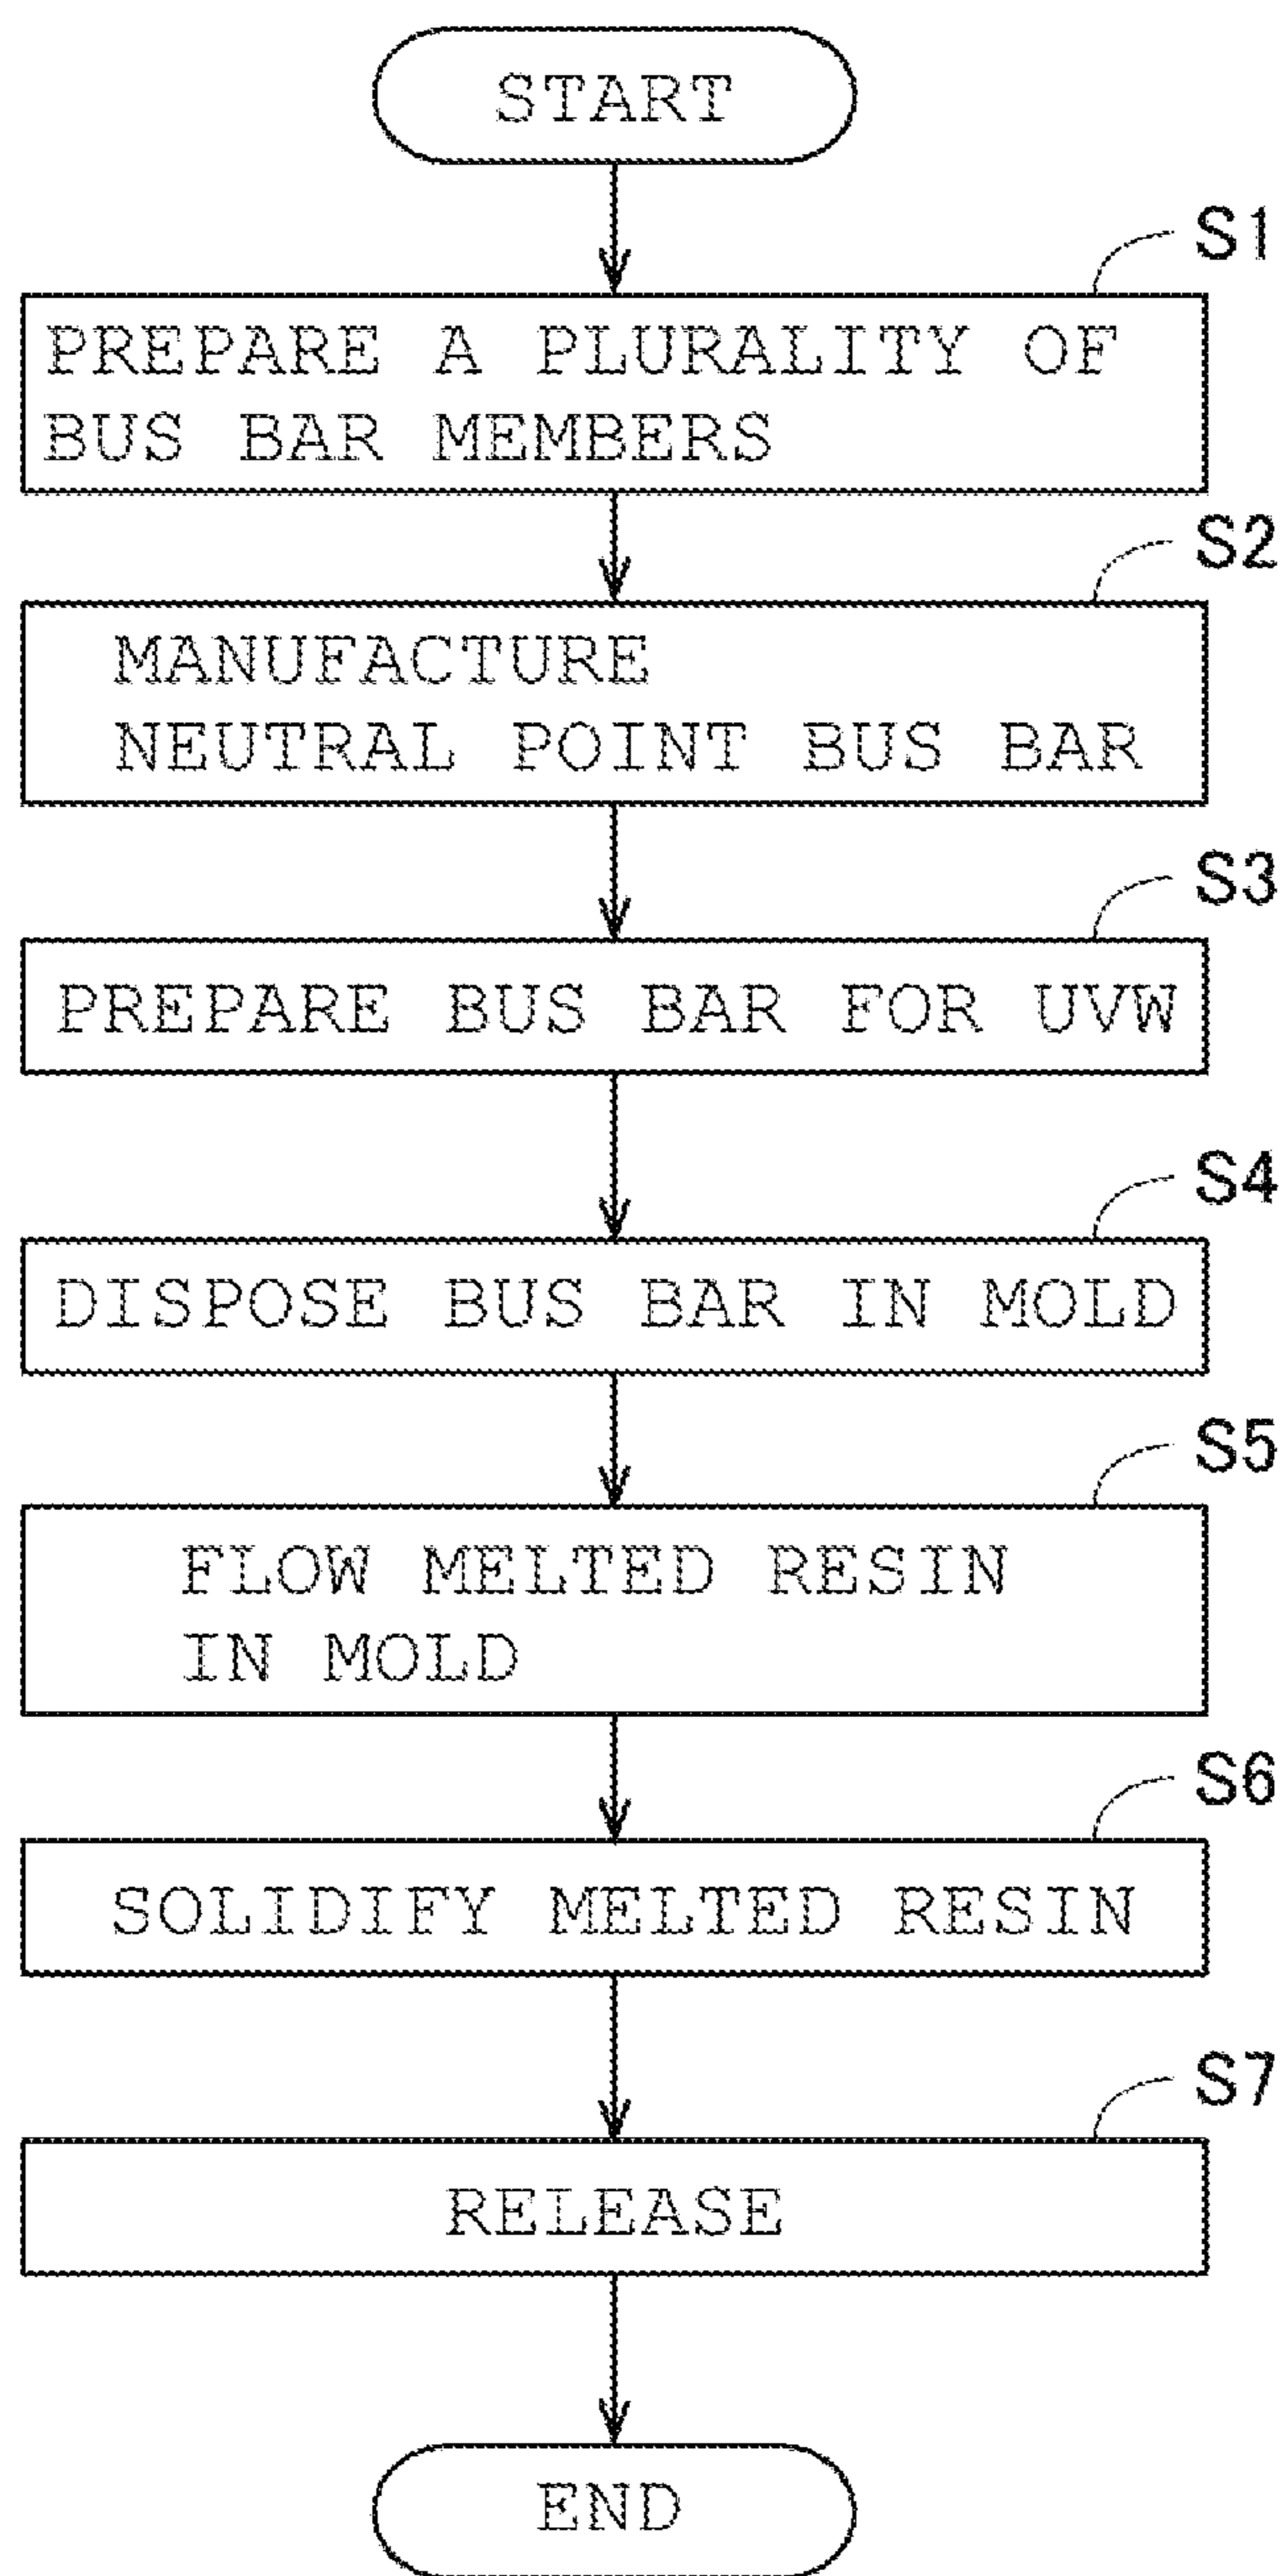 START
S1
PREPARE A PLURALITY OF
BUS BAR MEMBERS
S2
MANUFACTURE
NEUTRAL POINT BUS BAR
S3
PREPARE BUS BAR FOR UVW
S4
DISPOSE BUS BAR IN MOLD
S5
FLOW MELTED RESIN
IN MOLD
S6
SOLIDIFY MELTED RESIN
S7
RELEASE
END